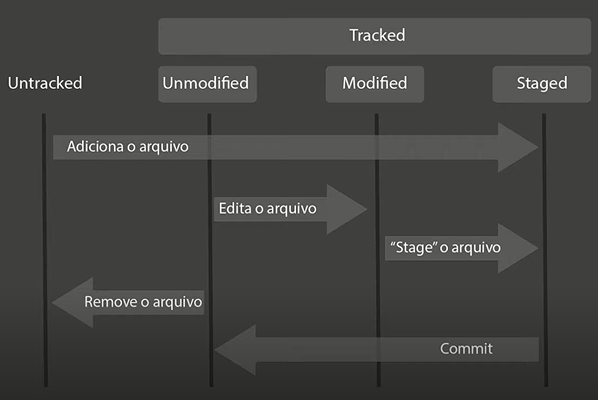 Tracked
Untracked
Unmodified
Modified
Staged
Adiciona o arquivo
Edita o arquivo
“Stage” o arquivo
Remove o arquivo
Commit